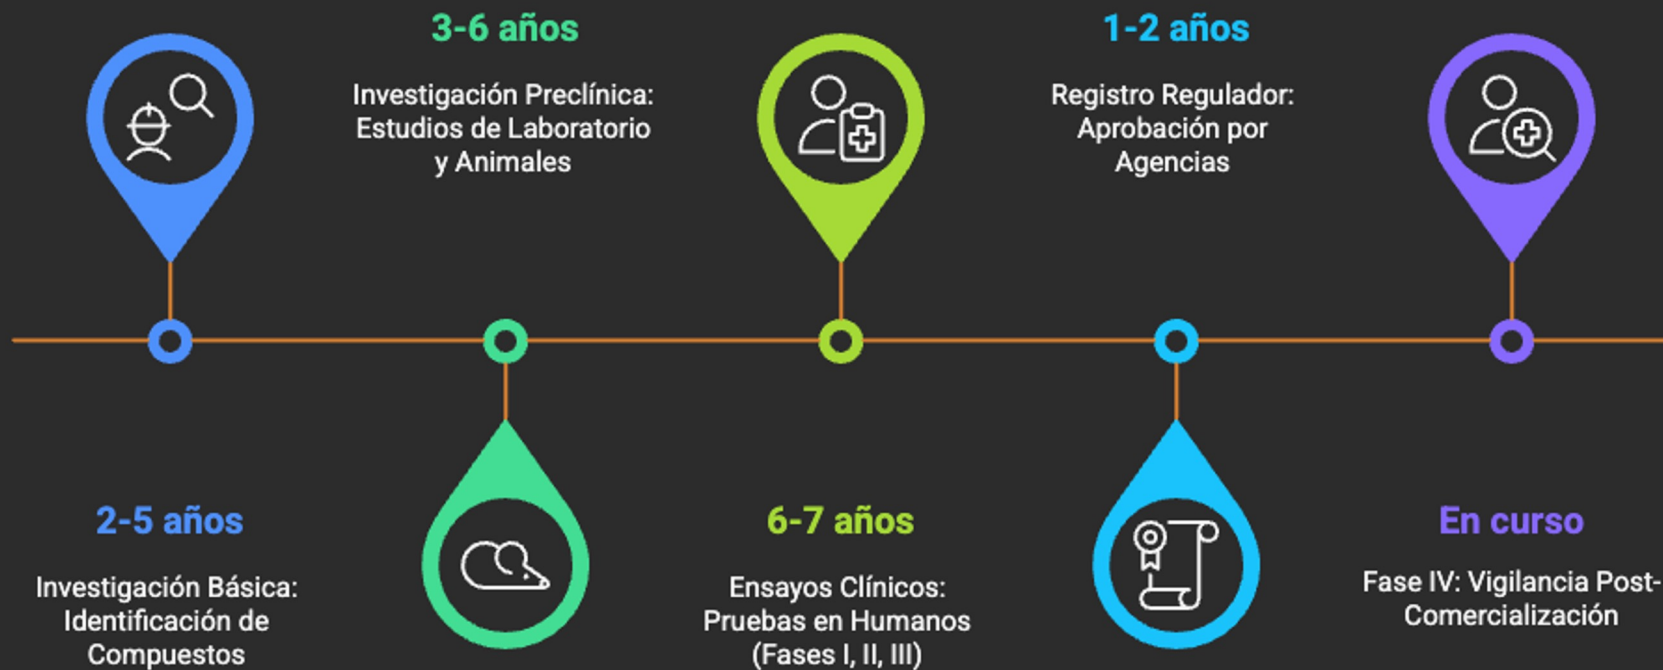 2-5 años
Investigación Básica:
Identificación de
Compuestos
3-6 años
Investigación Preclínica:
Estudios de Laboratorio
y Animales
6-7 años
Ensayos Clínicos:
Pruebas en Humanos
(Fases I, II, III)
1-2 años
Registro Regulador:
Aprobación por
Agencias
En curso
Fase IV: Vigilancia Post-
Comercialización